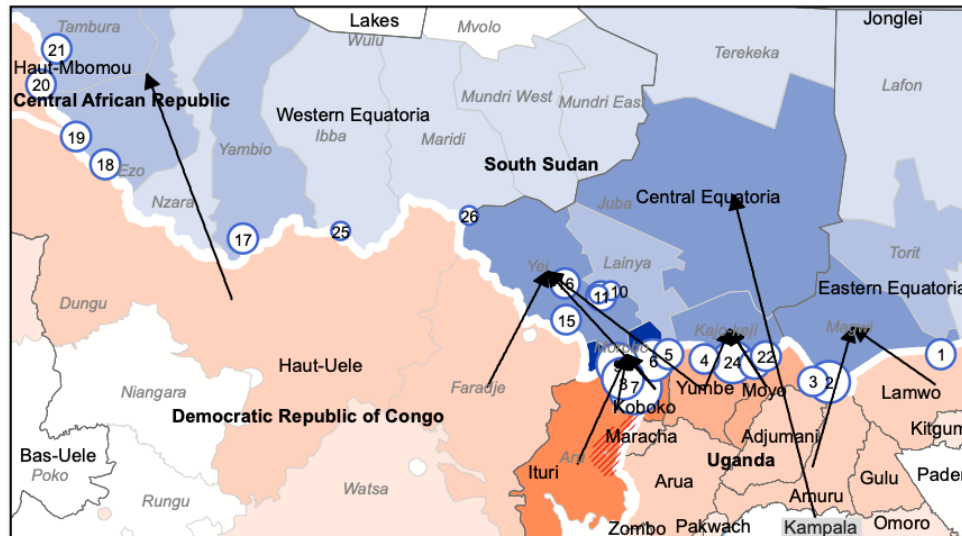 Lakes
Mvolo
Jonglei
Tambura
Wulu
21
Haut-Mbomou
Terekeka
Lafon
20
Central African Republic
Mundri West
Mundri East
Western Equatoria
Ibba
Maridi
19
Yambio
18
Ezo
South Sudan
Nzara
Central Equatoria
Juba
26
25
17
Torit
Yei
Lainya
16
10
11
Eastern Equatoria
Dungu
15
Kajo-keji
Magwi
Morobo
Haut-Uele
9
6
5
4
24
22
1
8
7
3
2
Niangara
Faradje
Koboko
Yumbe
Moyo
Lamwo
Democratic Republic of Congo
Maracha
Adjumani
Kitgum
Bas-Uele
Poko
Ituri
Aru
Uganda
Arua
Gulu
Pader
Rungu
Watsa
Amuru
Zombo
Pakwach
Kampala
Omoro